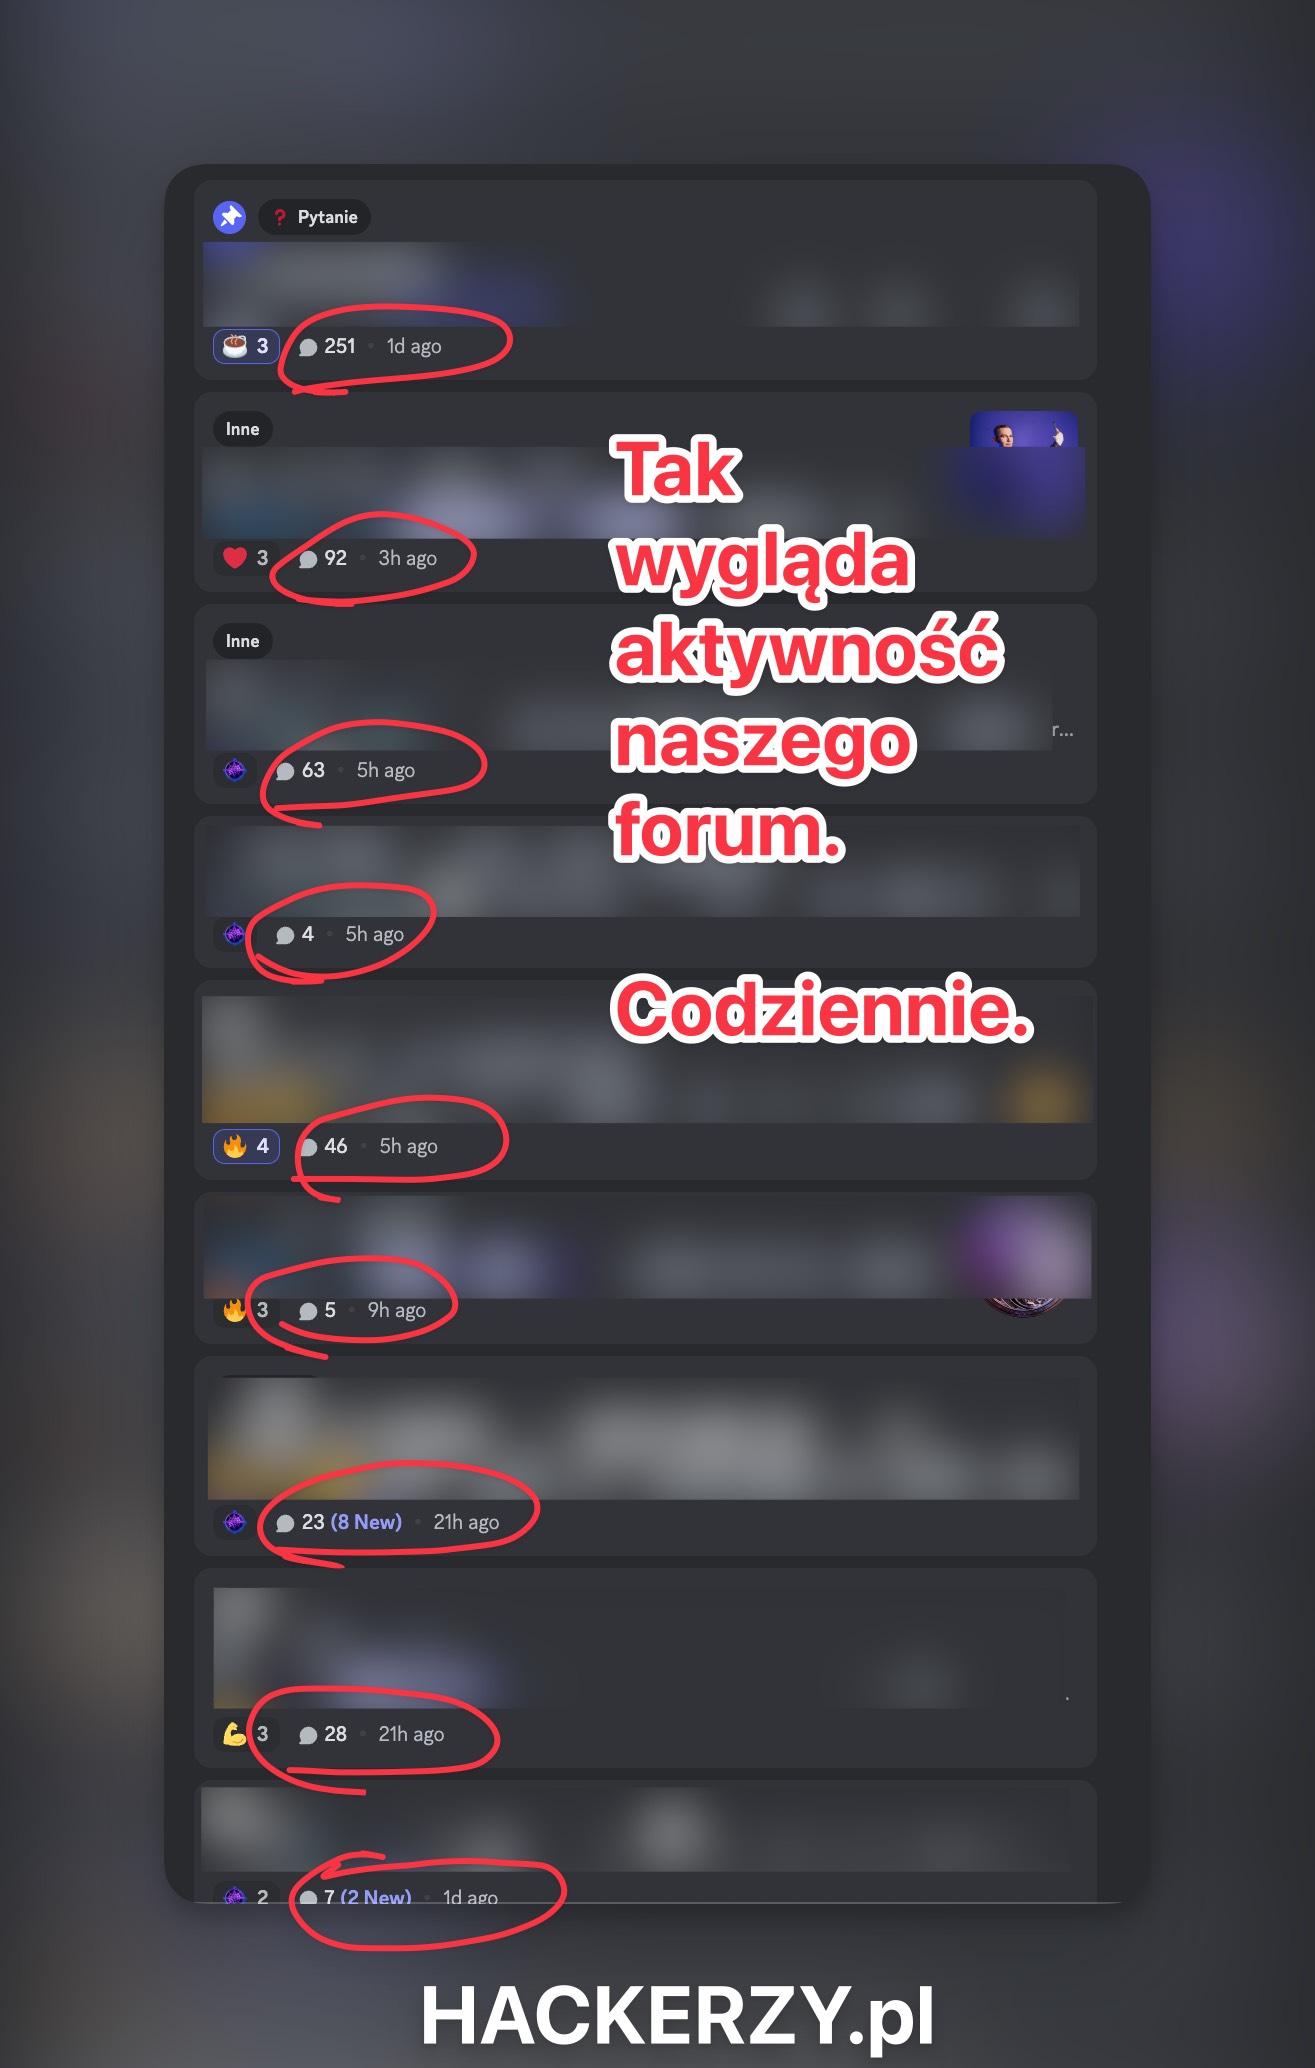 ? Pytanie
3 251 • 1d ago
Inne
3 92 • 3h ago
Tak
wygląda
aktywność
naszego
forum.
Inne
r...
63 • 5h ago
4 • 5h ago
Codziennie.
4 46 • 5h ago
3 5 • 9h ago
23 (8 New) • 21h ago
3 28 • 21h ago
2 7 (2 New) • 1d ago
HACKERZY.pl